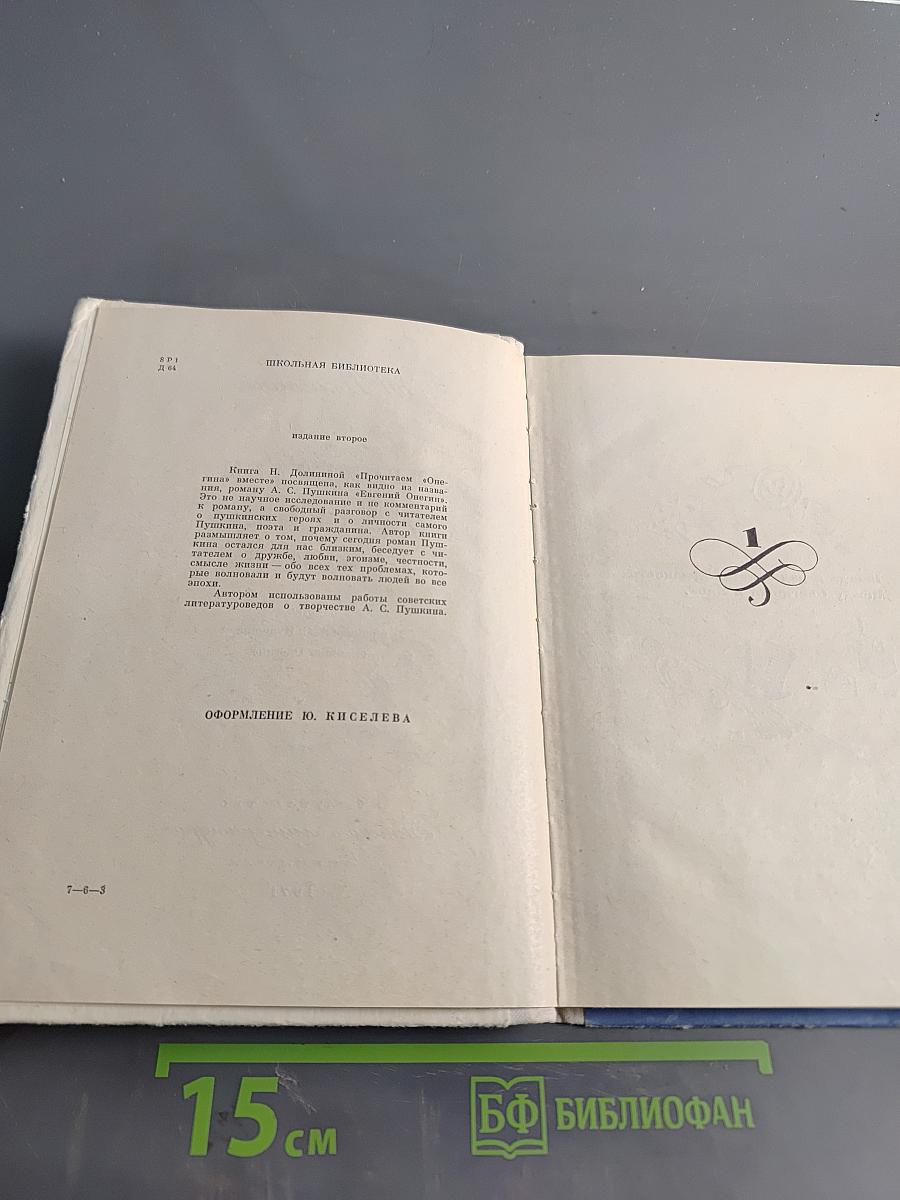 8 Р 1
Д 64
ШКОЛЬНАЯ БИБЛИОТЕКА
издание второе
Книга Н. Долининой «Прочитаем «Оне-
гина» вместе» посвящена, как видно из назва-
ния, роману А. С. Пушкина «Евгений Онегин».
Это не научное исследование и не комментарий
к роману, а свободный разговор с читателем
о пушкинских героях и о личности самого
Пушкина, поэта и гражданина. Автор книги
размышляет о том, почему сегодня роман Пуш-
кина остался для нас близким, беседует с чи-
тателем о дружбе, любви, эгоизме, честности,
смысле жизни — обо всех тех проблемах, кото-
рые волновали и будут волновать людей во все
эпохи.
Автором использованы работы советских
литературоведов о творчестве А. С. Пушкина.
ОФОРМЛЕНИЕ Ю. КИСЕЛЕВА
7—6—3
1
15 см
БФ БИБЛИОФАН